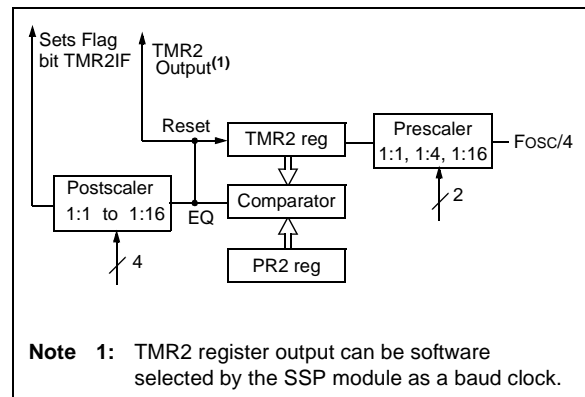 Sets Flag
bit TMR2IF
TMR2
Output(1)
Reset
TMR2 reg
Prescaler
1:1, 1:4, 1:16
FOSC/4
2
Postscaler
1:1 to 1:16
EQ
Comparator
4
PR2 reg
Note 1: TMR2 register output can be software
selected by the SSP module as a baud clock.